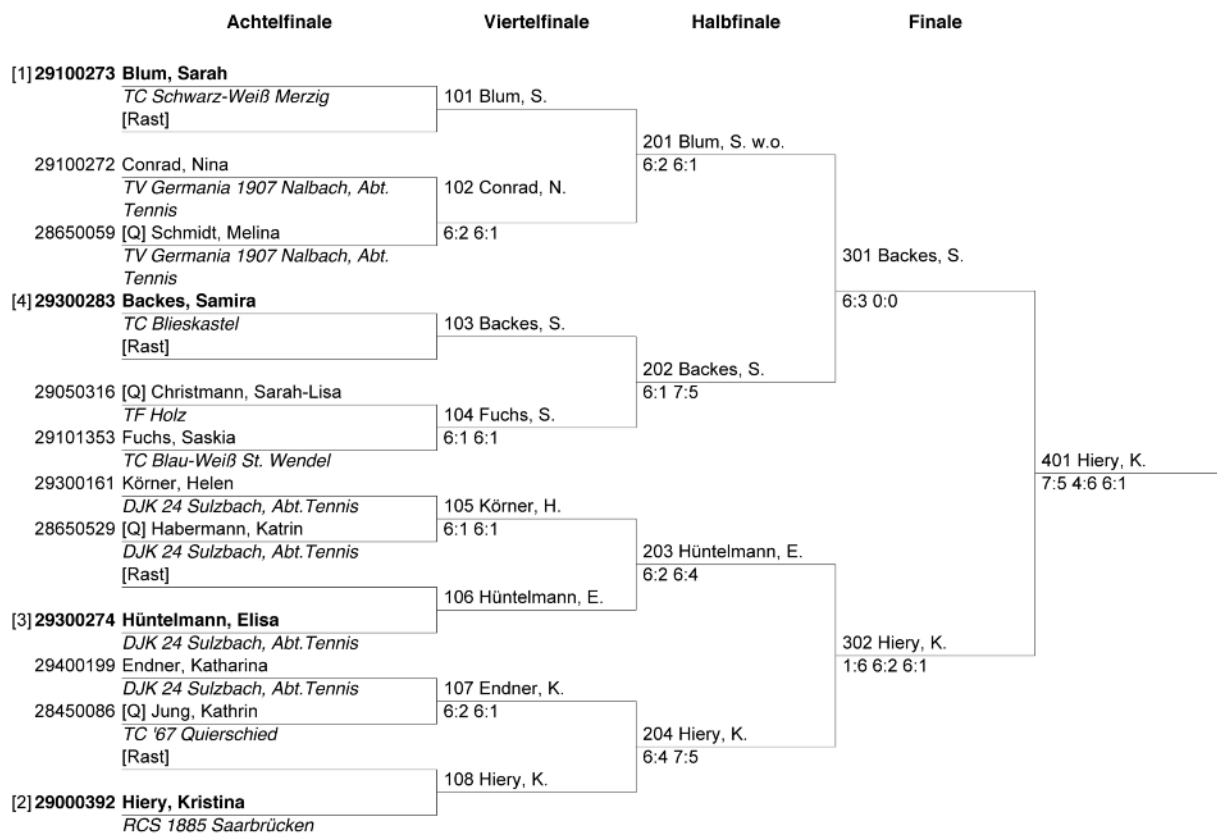 Achtelfinale Viertelfinale Halbfinale Finale
[1] 29100273 Blum, Sarah
TC Schwarz-Weiß Merzig
101 Blum, S.
[Rast]
201 Blum, S. w.o.
29100272 Conrad, Nina
6:2 6:1
TV Germania 1907 Nalbach, Abt.
Tennis
102 Conrad, N.
28650059 [Q] Schmidt, Melina
6:2 6:1
TV Germania 1907 Nalbach, Abt.
Tennis
301 Backes, S.
[4] 29300283 Backes, Samira
6:3 0:0
TC Blieskastel
103 Backes, S.
[Rast]
202 Backes, S.
29050316 [Q] Christmann, Sarah-Lisa
6:1 7:5
TF Holz
104 Fuchs, S.
29101353 Fuchs, Saskia
6:1 6:1
TC Blau-Weiß St. Wendel
401 Hiery, K.
29300161 Körner, Helen
7:5 4:6 6:1
DJK 24 Sulzbach, Abt.Tennis
105 Körner, H.
28650529 [Q] Habermann, Katrin
6:1 6:1
DJK 24 Sulzbach, Abt.Tennis
203 Hüntelmann, E.
[Rast]
6:2 6:4
106 Hüntelmann, E.
[3] 29300274 Hüntelmann, Elisa
DJK 24 Sulzbach, Abt.Tennis
302 Hiery, K.
29400199 Endner, Katharina
1:6 6:2 6:1
DJK 24 Sulzbach, Abt.Tennis
107 Endner, K.
28450086 [Q] Jung, Kathrin
6:2 6:1
TC '67 Quierschied
204 Hiery, K.
[Rast]
6:4 7:5
108 Hiery, K.
[2] 29000392 Hiery, Kristina
RCS 1885 Saarbrücken